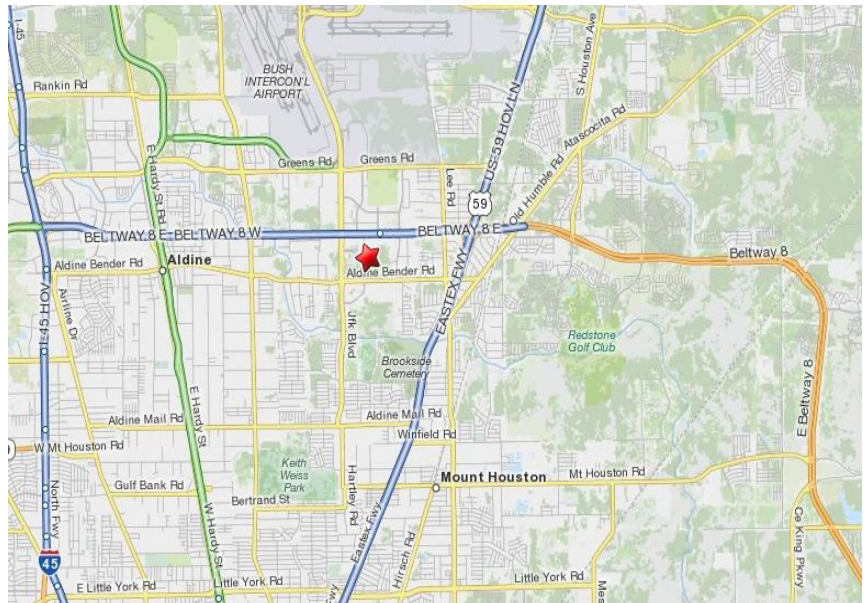 I-45
BUSH
INTERCON'L
AIRPORT
Rankin Rd
S Houston Ave
US-59 HOV LN
Atascocita Rd
Greens Rd
Greens Rd
Lee Rd
Old Humble Rd
E Hardy St Rd
59
BELTWAY 8 E
BELTWAY 8 W
BELTWAY 8 E
Beltway 8
Aldine Bender Rd
Aldine
Aldine Bender Rd
I-45 HOV
Airline Dr
EASTEX FWY
Jfk Blvd
Redstone
Golf Club
Brookside
Cemetery
E Hardy St
E Beltway 8
Aldine Mail Rd
Aldine Mail Rd
Winfield Rd
W Mt Houston Rd
Keith
Weiss
Park
Mount Houston
Mt Houston Rd
Gulf Bank Rd
Hartley Rd
Bertrand St
North Fwy
W Hardy St
Eastex Fwy
Hirsch Rd
Ce King Pkwy
45
E Little York Rd
Little York Rd
Fwy
Little York Rd
Mes